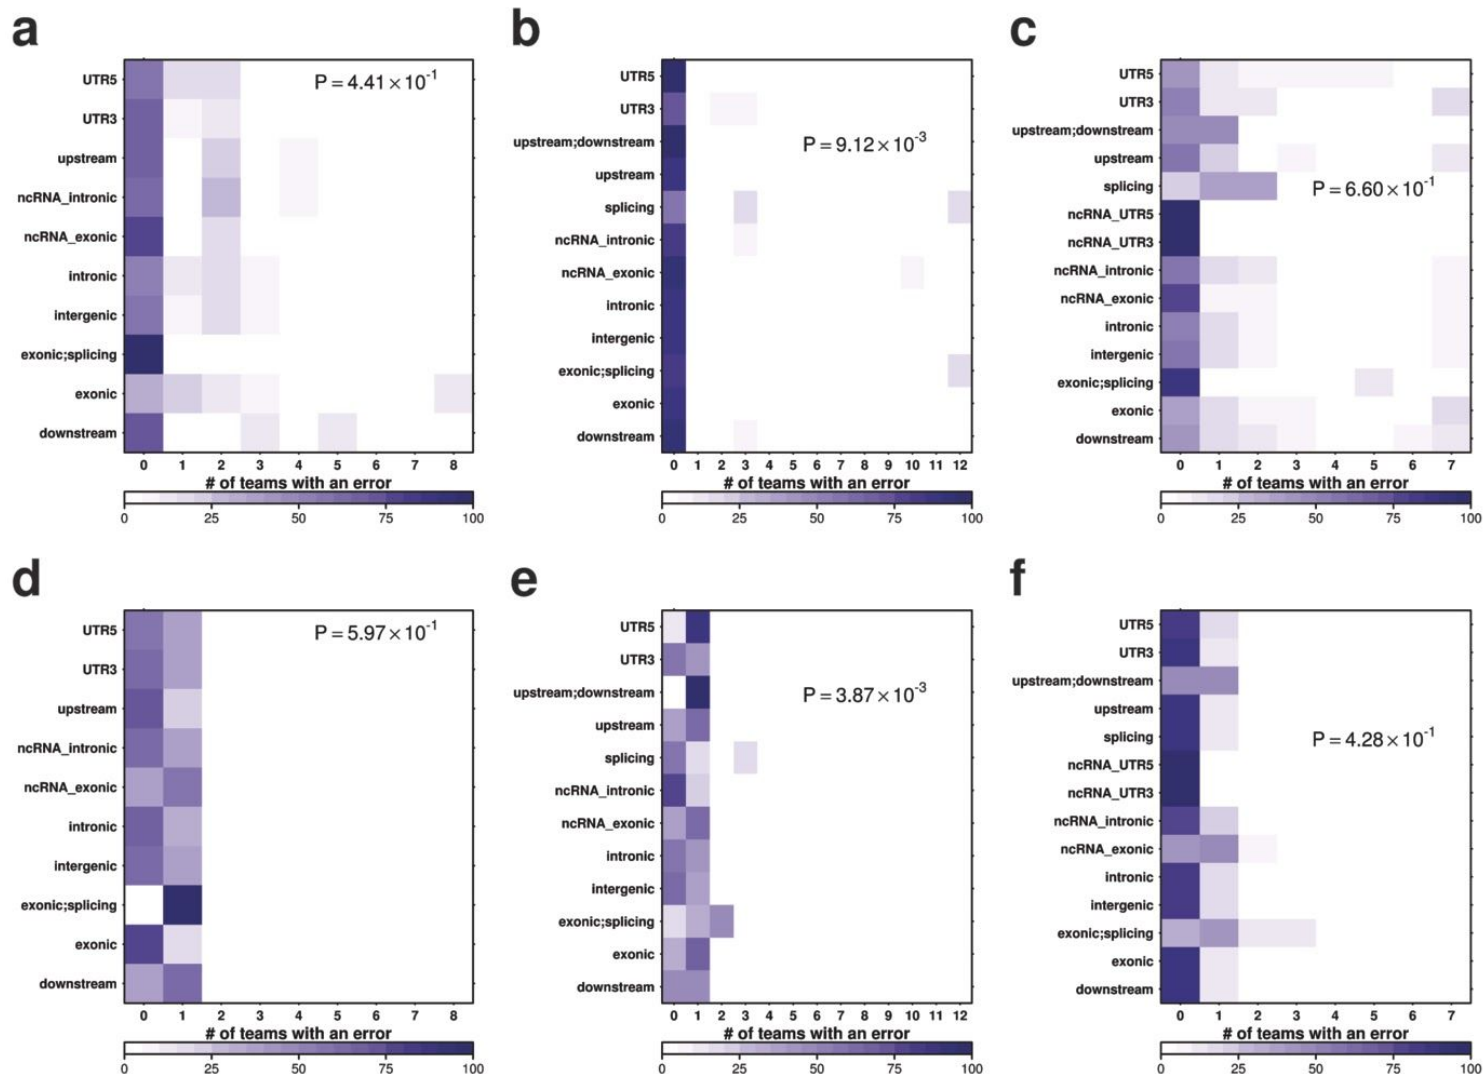 a
UTR5
UTR3
upstream
ncRNA_intronic
ncRNA_exonic
intronic
intergenic
exonic;splicing
exonic
downstream
P = 4.41 × 10⁻¹
0 1 2 3 4 5 6 7 8
# of teams with an error
0 25 50 75 100
b
UTR5
UTR3
upstream;downstream
upstream
splicing
ncRNA_intronic
ncRNA_exonic
intronic
intergenic
exonic;splicing
exonic
downstream
P = 9.12 × 10⁻³
0 1 2 3 4 5 6 7 8 9 10 11 12
# of teams with an error
0 25 50 75 100
c
UTR5
UTR3
upstream;downstream
upstream
splicing
ncRNA_UTR5
ncRNA_UTR3
ncRNA_intronic
ncRNA_exonic
intronic
intergenic
exonic;splicing
exonic
downstream
P = 6.60 × 10⁻¹
0 1 2 3 4 5 6 7
# of teams with an error
0 25 50 75 100
d
UTR5
UTR3
upstream
ncRNA_intronic
ncRNA_exonic
intronic
intergenic
exonic;splicing
exonic
downstream
P = 5.97 × 10⁻¹
0 1 2 3 4 5 6 7 8
# of teams with an error
0 25 50 75 100
e
UTR5
UTR3
upstream;downstream
upstream
splicing
ncRNA_intronic
ncRNA_exonic
intronic
intergenic
exonic;splicing
exonic
downstream
P = 3.87 × 10⁻³
0 1 2 3 4 5 6 7 8 9 10 11 12
# of teams with an error
0 25 50 75 100
f
UTR5
UTR3
upstream;downstream
upstream
splicing
ncRNA_UTR5
ncRNA_UTR3
ncRNA_intronic
ncRNA_exonic
intronic
intergenic
exonic;splicing
exonic
downstream
P = 4.28 × 10⁻¹
0 1 2 3 4 5 6 7
# of teams with an error
0 25 50 75 100